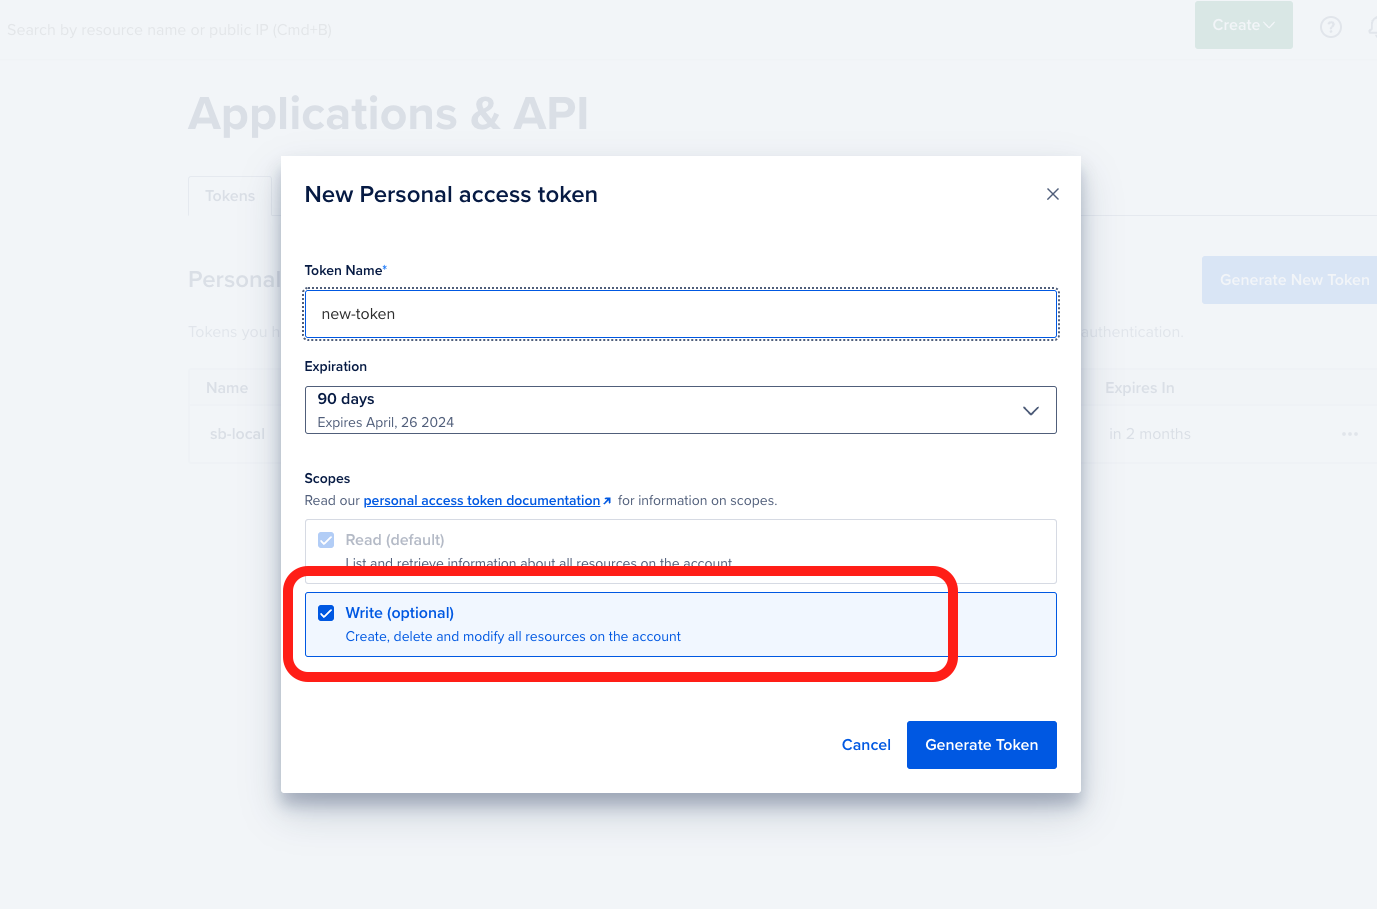 Search by resource name or public IP (Cmd+B)
Create
Applications & API
Tokens
New Personal access token
Token Name*
Personal
Generate New Token
new-token
Tokens you h
authentication.
Expiration
Name
90 days
Expires In
Expires April, 26 2024
sb-local
in 2 months
Scopes
Read our personal access token documentation for information on scopes.
Read (default)
List and retrieve information about all resources on the account
Write (optional)
Create, delete and modify all resources on the account
Cancel
Generate Token